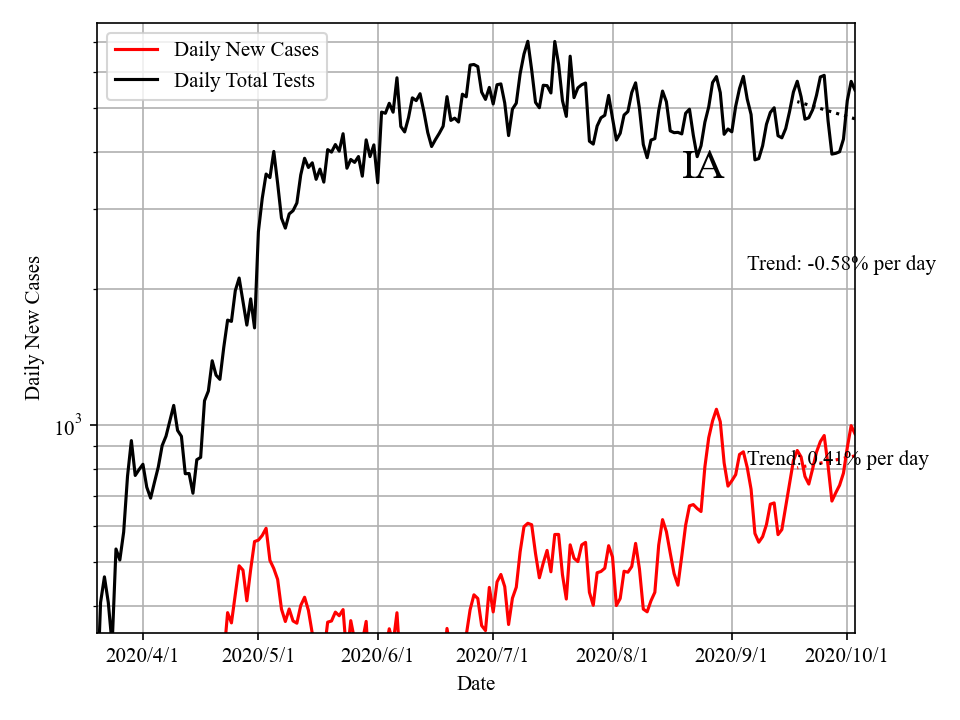 Daily New Cases
Daily Total Tests
IA
Trend: -0.58% per day
Trend: 0.41% per day
Daily New Cases
10³
2020/4/1 2020/5/1 2020/6/1 2020/7/1 2020/8/1 2020/9/1 2020/10/1
Date